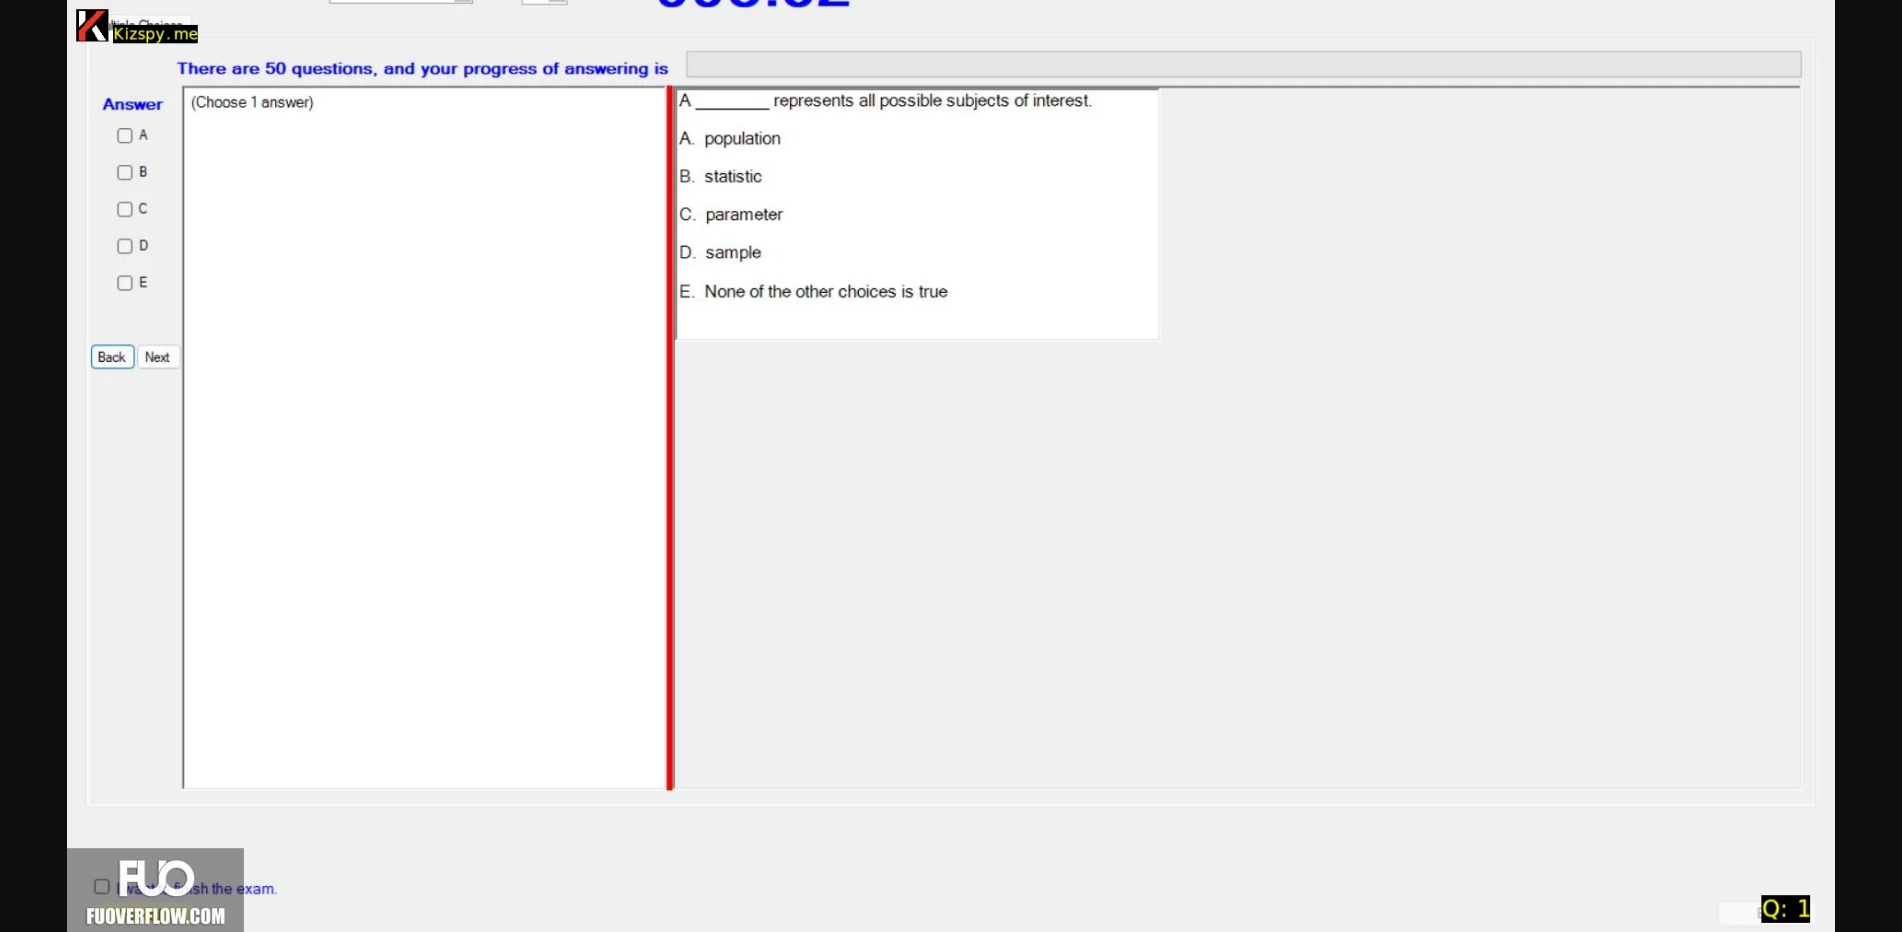 Kizspy.me
There are 50 questions, and your progress of answering is
Answer
(Choose 1 answer)
A
B
C
D
E
Back Next
A ________ represents all possible subjects of interest.
A. population
B. statistic
C. parameter
D. sample
E. None of the other choices is true
FUO
finish the exam.
FUOVERFLOW.COM
Q: 1